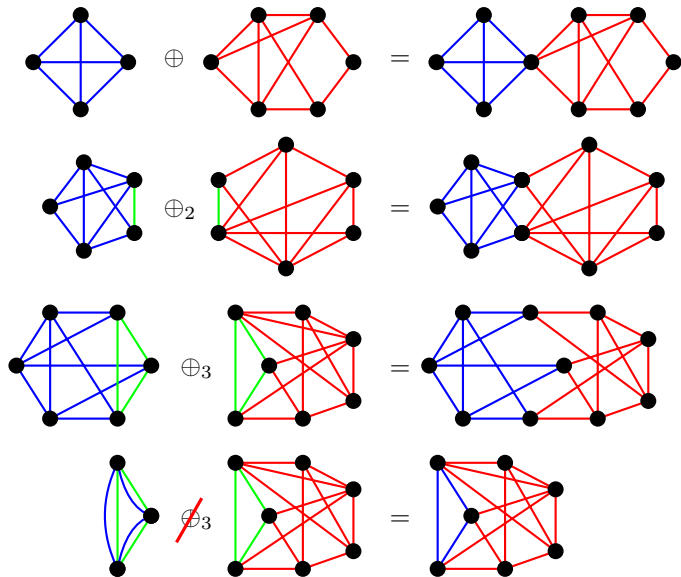 ⊕ =
⊕₂ =
⊕₃ =
⊕₃ =